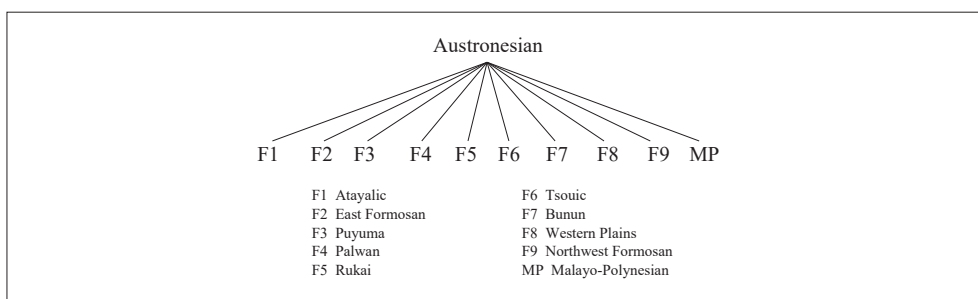 Austronesian
F1 F2 F3 F4 F5 F6 F7 F8 F9 MP
F1 Atayalic
F2 East Formosan
F3 Puyuma
F4 Palwan
F5 Rukai
F6 Tsouic
F7 Bunun
F8 Western Plains
F9 Northwest Formosan
MP Malayo-Polynesian